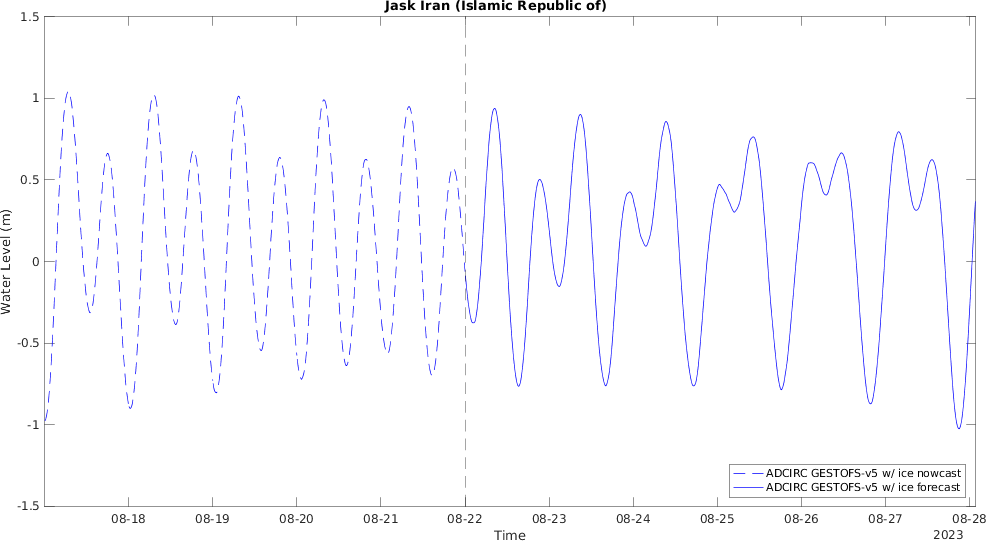 Jask Iran (Islamic Republic of)
1.5
1
0.5
0
-0.5
-1
-1.5
Water Level (m)
ADCIRC GESTOFS-v5 w/ ice nowcast
ADCIRC GESTOFS-v5 w/ ice forecast
08-18 08-19 08-20 08-21 08-22 08-23 08-24 08-25 08-26 08-27 08-28
Time
2023